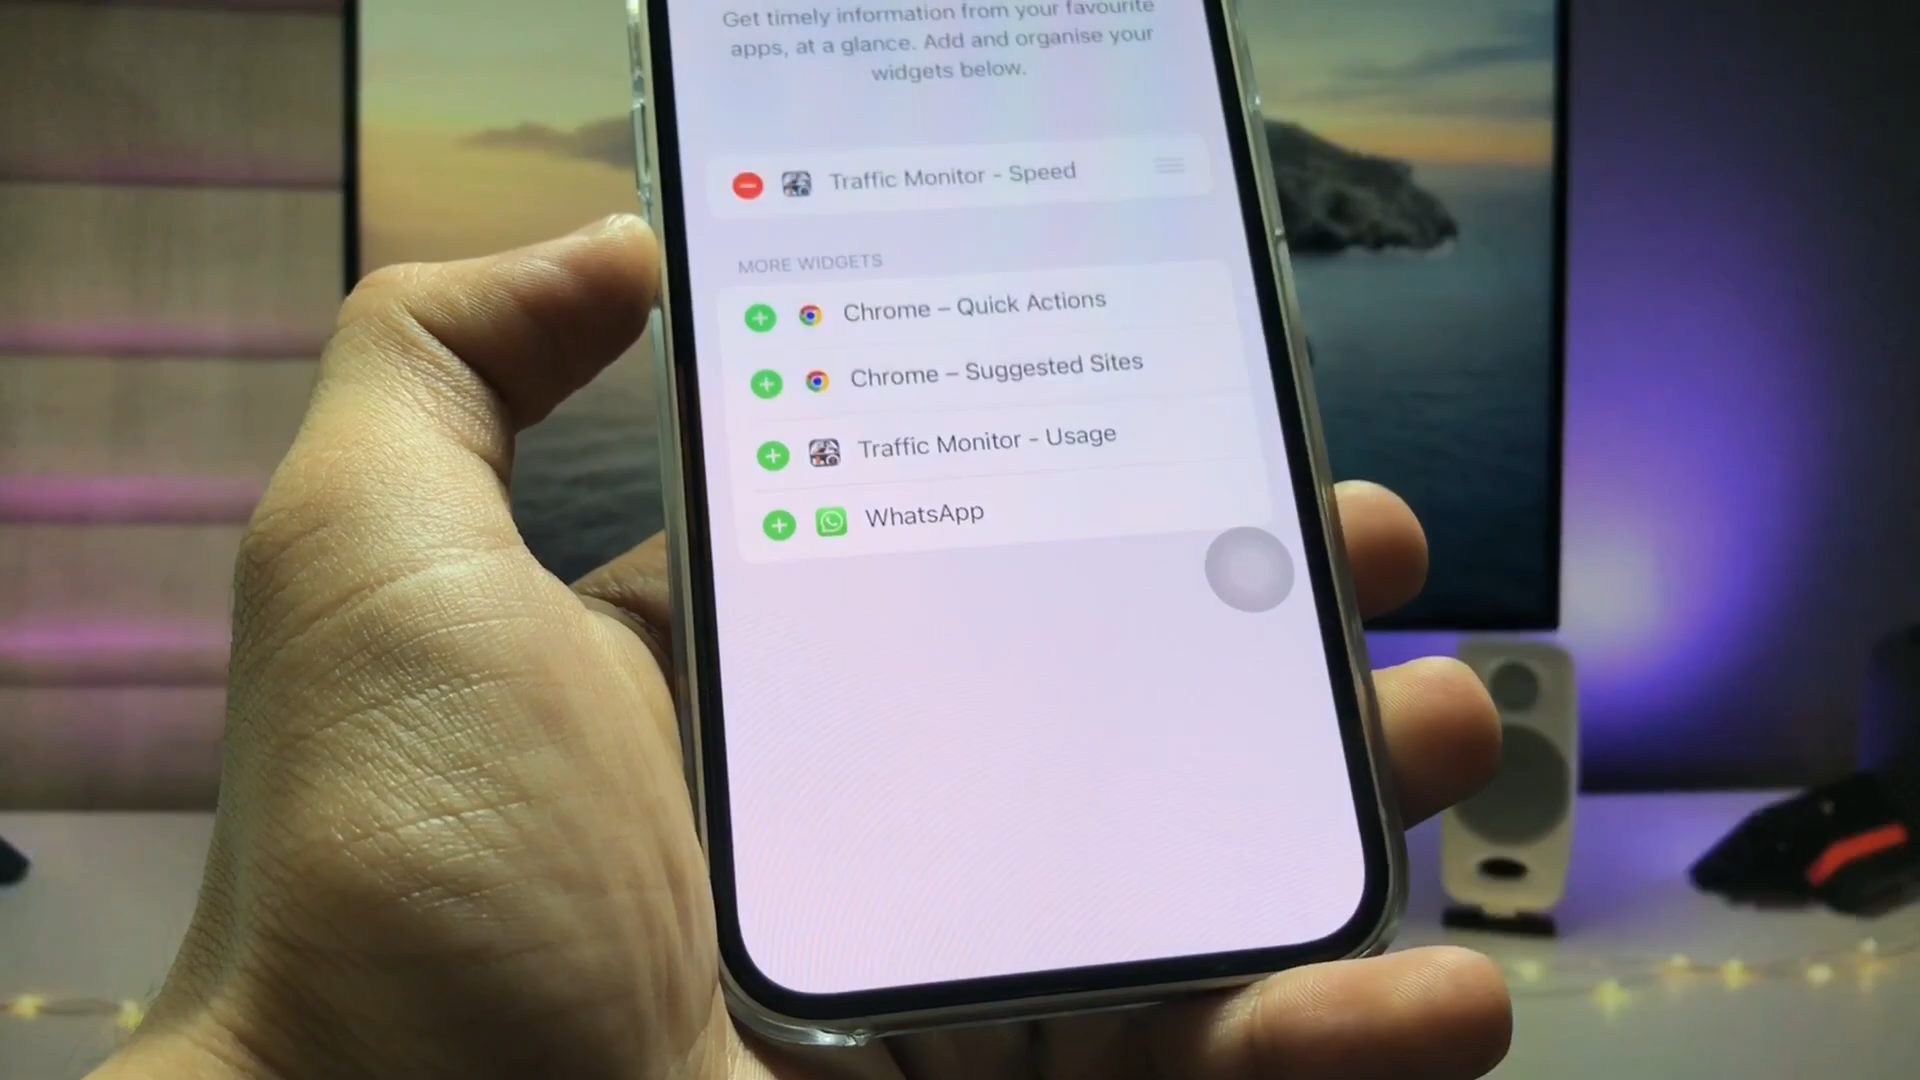 Get timely information from your favourite
apps, at a glance. Add and organise your
widgets below.
Traffic Monitor - Speed
MORE WIDGETS
Chrome – Quick Actions
Chrome – Suggested Sites
Traffic Monitor - Usage
WhatsApp